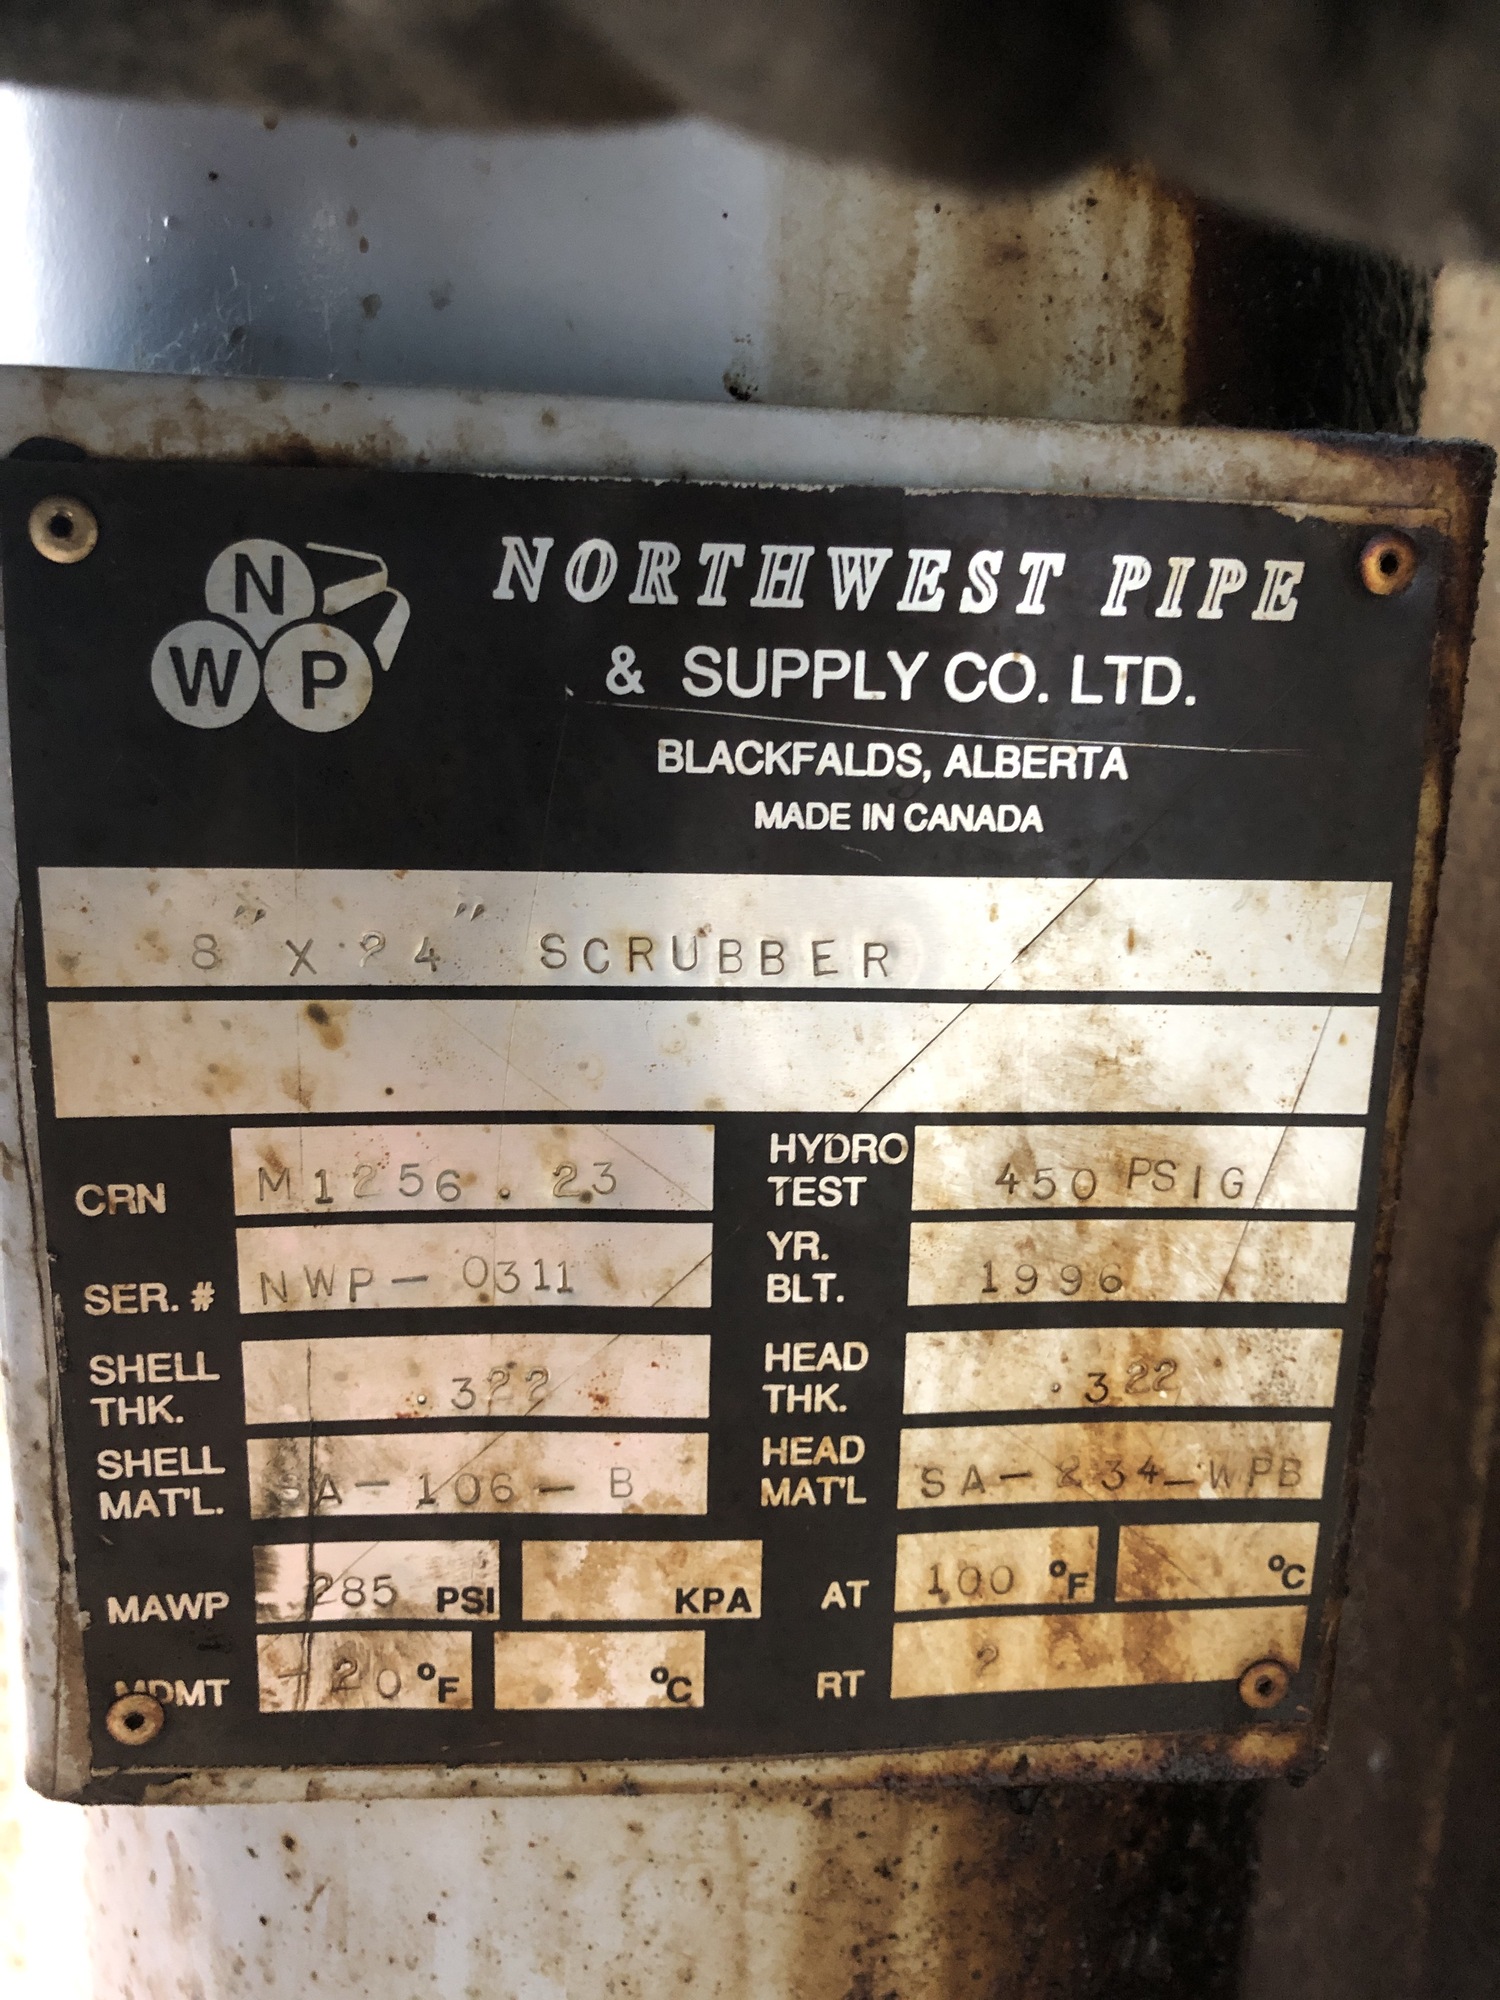 N
W P
NORTHWEST PIPE
& SUPPLY CO. LTD.
BLACKFALDS, ALBERTA
MADE IN CANADA
8" X 24" SCRUBBER
CRN M1256.23
HYDRO TEST 450 PSIG
SER. # NWP-0311
YR. BLT. 1996
SHELL THK. .322
HEAD THK. .322
SHELL MAT'L. SA-106-B
HEAD MAT'L SA-234-WPB
MAWP 285 PSI KPA AT 100 °F °C
MDMT -20 °F °C RT 2